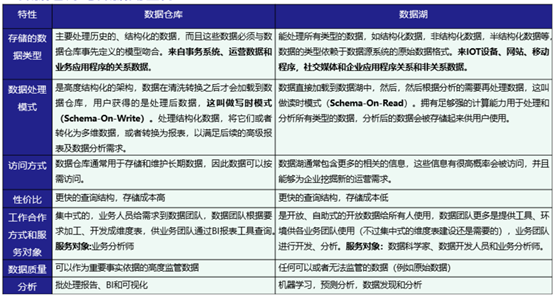 特性
数据仓库
数据湖
存储的数
据类型
主要处理历史的、结构化的数据，而且这些数据必须与
数据仓库事先定义的模型吻合。来自事务系统、运营数据和
业务应用程序的关系数据。
能处理所有类型的数据，如结构化数据，非结构化数据，半结构化数据等，
数据的类型依赖于数据源系统的原始数据格式。来来IOT设备、网站、移动
程序，社交媒体和企业应用程序关系和非关系数据。
数据处理
模式
是高度结构化的架构，数据在清洗转换之后才会加载到
数据仓库，用户获得的是处理后数据，这叫做写时模式
（Schema-On-Write）。处理结构化数据，将它们或者
转化为多维数据，或者转换为报表，以满足后续的高级报
表及数据分析需求。
数据直接加载到数据湖中，然后，然后根据分析的需要再处理数据，这叫
做读时模式（Schema-On-Read）。拥有足够强的计算能力用于处理和
分析所有类型的数据，分析后的数据会被存储起来供用户使用。
访问方式
数据仓库通常用于存储和维护长期数据，因此数据可以按
需访问。
数据湖通常包含更多的相关的信息，这些信息有很高概率会被访问，并且
能够为企业挖掘新的运营需求。
性价比
更快的查询结构，存储成本高
更快的查询结构，存储成本低
工作合作
方式和服
务对象
集中式的，业务人员给需求到数据团队，数据团队根据要
求加工、开发成维度表，供业务团队通过BI报表工具查询。
服务对象:业务分析师
是开放、自助式的开放数据给所有人使用，数据团队更多是提供工具、环
境供各业务团队使用（不过集中式的维度表建设还是需要的），业务团队
进行开发、分析。服务对象：数据科学家、数据开发人员和业务分析师。
数据质量
可以作为重要事实依据的高度监管数据
任何可以或者无法监管的数据（例如原始数据）
分析
批处理报告、BI和可视化
机器学习，预测分析，数据发现和分析